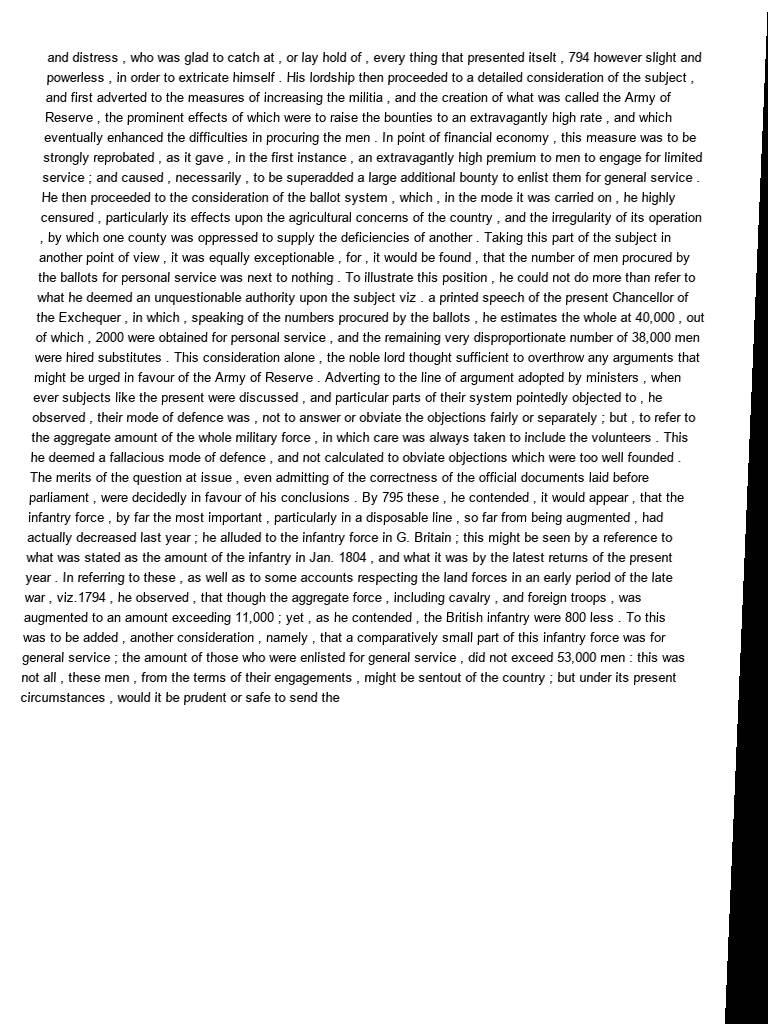 and distress , who was glad to catch at , or lay hold of , every thing that presented itselt , 794 however slight and
powerless , in order to extricate himself . His lordship then proceeded to a detailed consideration of the subject ,
and first adverted to the measures of increasing the militia , and the creation of what was called the Army of
Reserve , the prominent effects of which were to raise the bounties to an extravagantly high rate , and which
eventually enhanced the difficulties in procuring the men . In point of financial economy , this measure was to be
strongly reprobated , as it gave , in the first instance , an extravagantly high premium to men to engage for limited
service ; and caused , necessarily , to be superadded a large additional bounty to enlist them for general service .
He then proceeded to the consideration of the ballot system , which , in the mode it was carried on , he highly
censured , particularly its effects upon the agricultural concerns of the country , and the irregularity of its operation
, by which one county was oppressed to supply the deficiencies of another . Taking this part of the subject in
another point of view , it was equally exceptionable , for , it would be found , that the number of men procured by
the ballots for personal service was next to nothing . To illustrate this position , he could not do more than refer to
what he deemed an unquestionable authority upon the subject viz . a printed speech of the present Chancellor of
the Exchequer , in which , speaking of the numbers procured by the ballots , he estimates the whole at 40,000 , out
of which , 2000 were obtained for personal service , and the remaining very disproportionate number of 38,000 men
were hired substitutes . This consideration alone , the noble lord thought sufficient to overthrow any arguments that
might be urged in favour of the Army of Reserve . Adverting to the line of argument adopted by ministers , when
ever subjects like the present were discussed , and particular parts of their system pointedly objected to , he
observed , their mode of defence was , not to answer or obviate the objections fairly or separately ; but , to refer to
the aggregate amount of the whole military force , in which care was always taken to include the volunteers . This
he deemed a fallacious mode of defence , and not calculated to obviate objections which were too well founded .
The merits of the question at issue , even admitting of the correctness of the official documents laid before
parliament , were decidedly in favour of his conclusions . By 795 these , he contended , it would appear , that the
infantry force , by far the most important , particularly in a disposable line , so far from being augmented , had
actually decreased last year ; he alluded to the infantry force in G. Britain ; this might be seen by a reference to
what was stated as the amount of the infantry in Jan. 1804 , and what it was by the latest returns of the present
year . In referring to these , as well as to some accounts respecting the land forces in an early period of the late
war , viz.1794 , he observed , that though the aggregate force , including cavalry , and foreign troops , was
augmented to an amount exceeding 11,000 ; yet , as he contended , the British infantry were 800 less . To this
was to be added , another consideration , namely , that a comparatively small part of this infantry force was for
general service ; the amount of those who were enlisted for general service , did not exceed 53,000 men : this was
not all , these men , from the terms of their engagements , might be sentout of the country ; but under its present
circumstances , would it be prudent or safe to send the